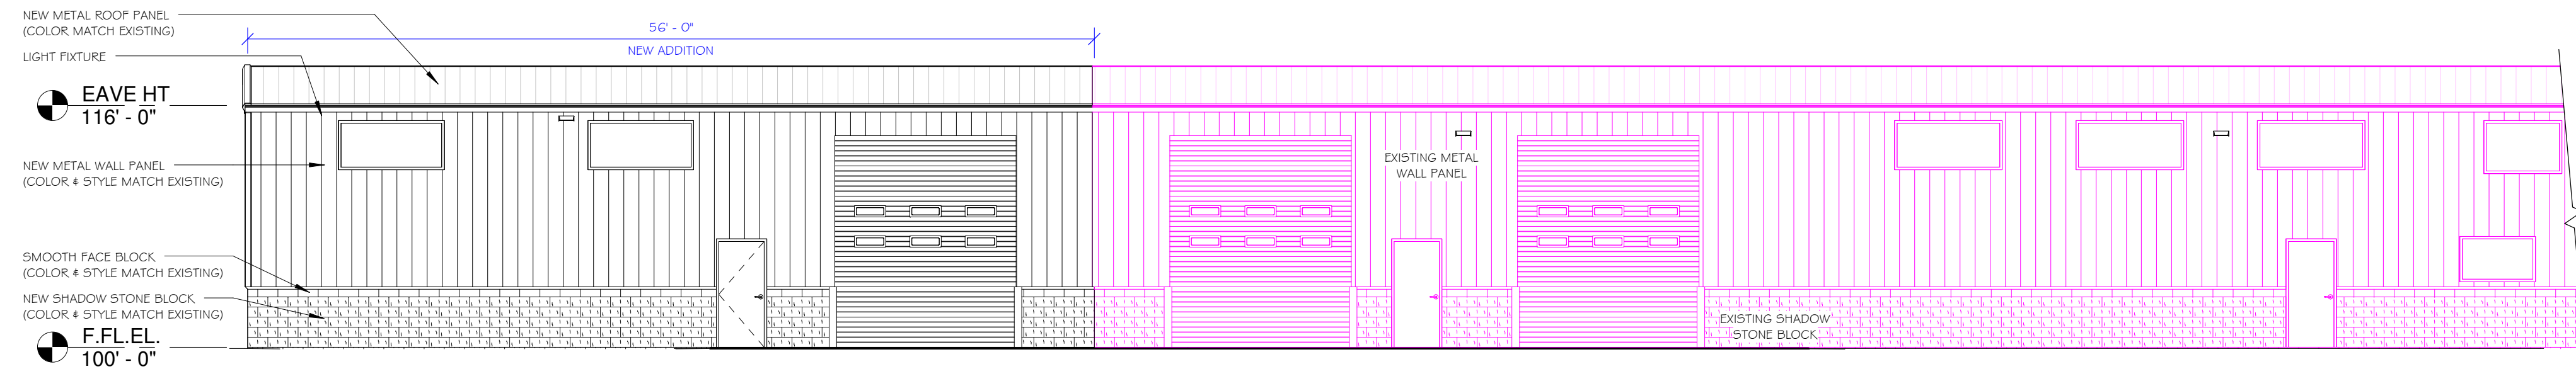 NEW METAL ROOF PANEL
(COLOR MATCH EXISTING)
LIGHT FIXTURE
EAVE HT
116' - 0"
NEW METAL WALL PANEL
(COLOR & STYLE MATCH EXISTING)
SMOOTH FACE BLOCK
(COLOR & STYLE MATCH EXISTING)
NEW SHADOW STONE BLOCK
(COLOR & STYLE MATCH EXISTING)
F.FL.EL.
100' - 0"
56' - 0"
NEW ADDITION
EXISTING METAL
WALL PANEL
EXISTING SHADOW
STONE BLOCK